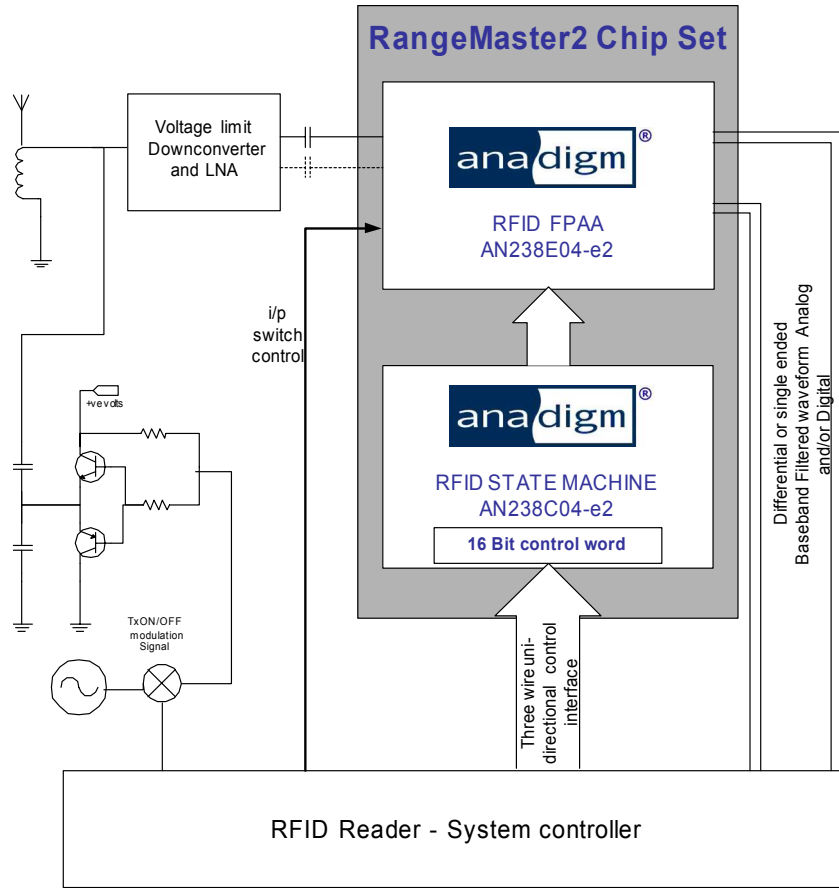 RangeMaster2 Chip Set
Voltage limit
Downconverter
and LNA
anadigm®
RFID FPAA
AN238E04-e2
i/p
switch
control
+ve volts
anadigm®
RFID STATE MACHINE
AN238C04-e2
16 Bit control word
Differential or single ended
Baseband Filtered waveform Analog
and/or Digital
TxON/OFF
modulation
Signal
Three wire uni-
directional control
interface
RFID Reader - System controller